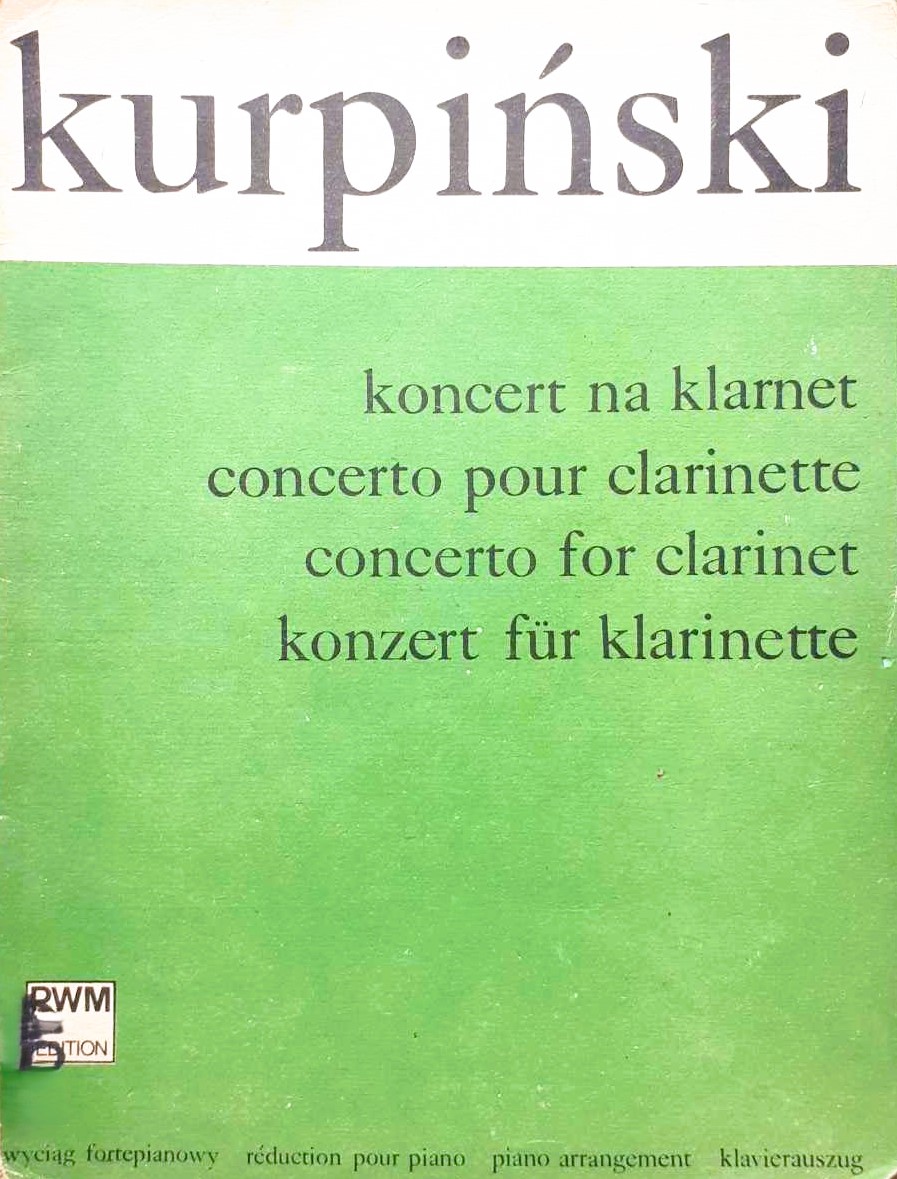 kurpiński
koncert na klarnet
concerto pour clarinette
concerto for clarinet
konzert für klarinette
PWM
EDITION
wyciąg fortepianowy réduction pour piano piano arrangement klavierauszug